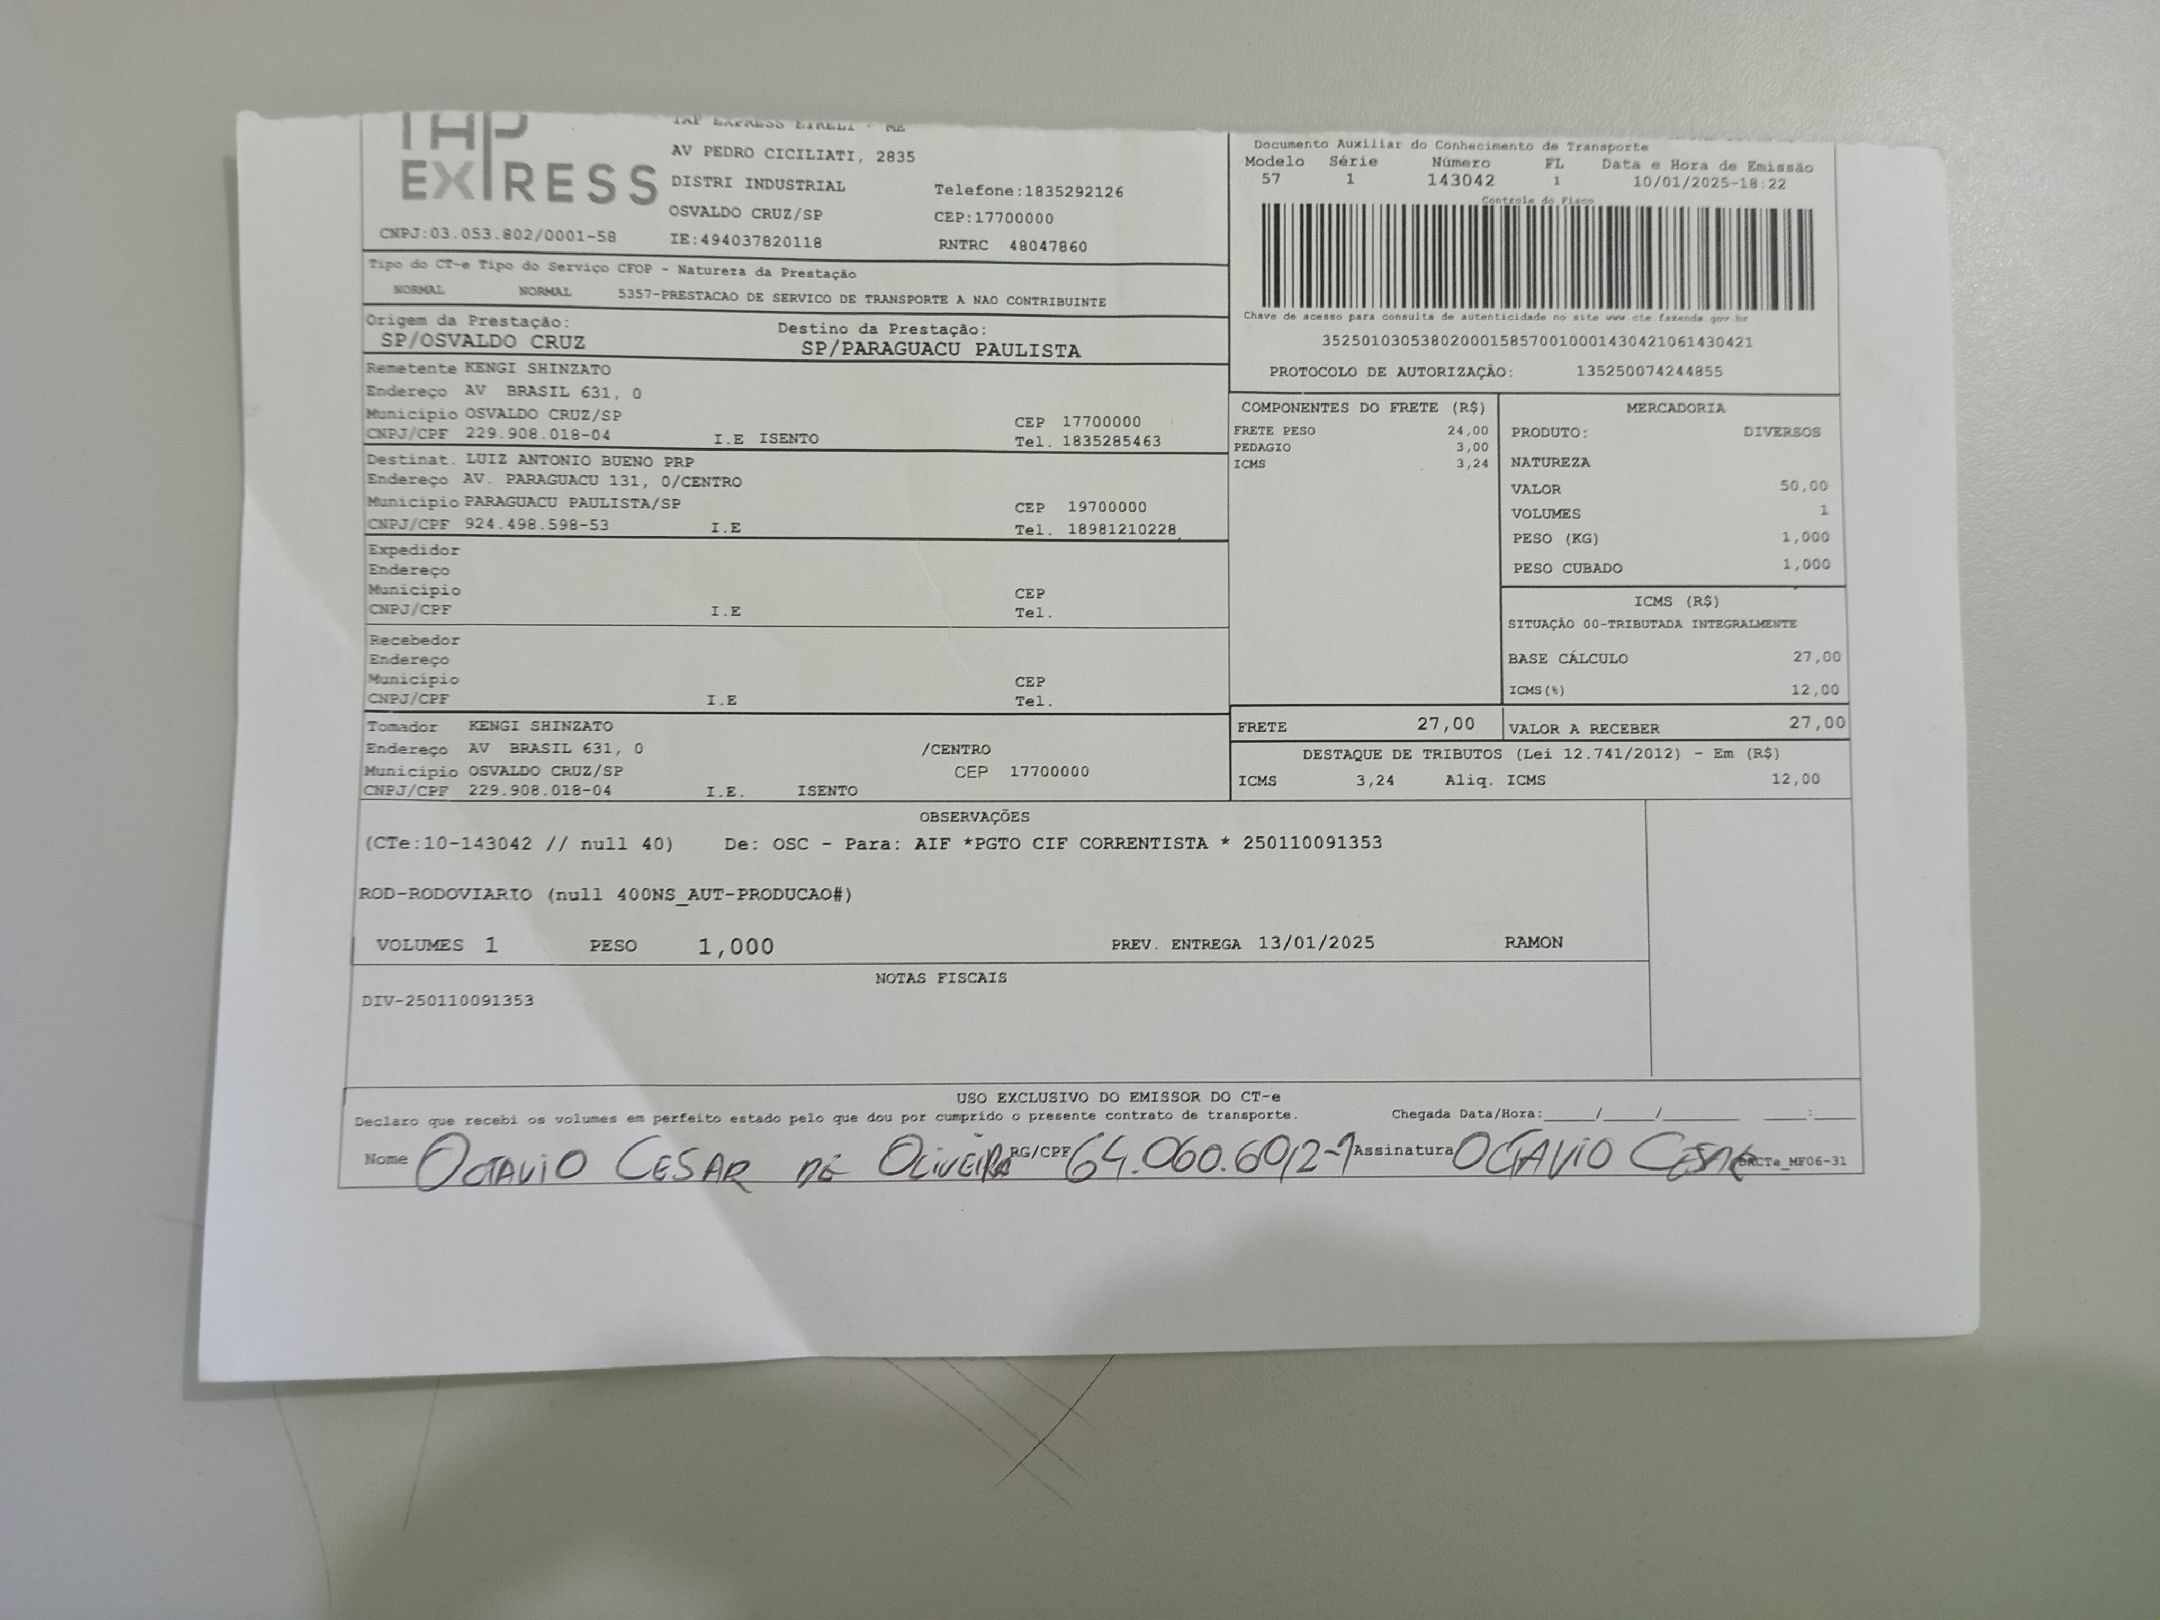 TAP
EXPRESS
TAP EXPRESS EIRELI - ME
AV PEDRO CICILIATI, 2835
DISTRI INDUSTRIAL Telefone:1835292126
OSVALDO CRUZ/SP CEP:17700000
CNPJ:03.053.802/0001-58 IE:494037820118 RNTRC 48047860
Documento Auxiliar do Conhecimento de Transporte
Modelo Série Número FL Data e Hora de Emissão
57 1 143042 1 10/01/2025-18:22
Controle do Fisco
Tipo do CT-e Tipo do Serviço CFOP - Natureza da Prestação
NORMAL NORMAL 5357-PRESTACAO DE SERVICO DE TRANSPORTE A NAO CONTRIBUINTE
Chave de acesso para consulta de autenticidade no site www.cte.fazenda.gov.br
35250103053802000158570010001430421061430421
PROTOCOLO DE AUTORIZAÇÃO: 135250074244855
Origem da Prestação: Destino da Prestação:
SP/OSVALDO CRUZ SP/PARAGUACU PAULISTA
Remetente KENGI SHINZATO
Endereço AV BRASIL 631, 0
Município OSVALDO CRUZ/SP CEP 17700000
CNPJ/CPF 229.908.018-04 I.E ISENTO Tel. 1835285463
Destinat. LUIZ ANTONIO BUENO PRP
Endereço AV. PARAGUACU 131, 0/CENTRO
Município PARAGUACU PAULISTA/SP CEP 19700000
CNPJ/CPF 924.498.598-53 I.E Tel. 18981210228
Expedidor
Endereço
Município CEP
CNPJ/CPF I.E Tel.
Recebedor
Endereço
Município CEP
CNPJ/CPF I.E Tel.
Tomador KENGI SHINZATO
Endereço AV BRASIL 631, 0 /CENTRO
Município OSVALDO CRUZ/SP CEP 17700000
CNPJ/CPF 229.908.018-04 I.E. ISENTO
COMPONENTES DO FRETE (R$)
FRETE PESO 24,00
PEDAGIO 3,00
ICMS 3,24
MERCADORIA
PRODUTO: DIVERSOS
NATUREZA
VALOR 50,00
VOLUMES 1
PESO (KG) 1,000
PESO CUBADO 1,000
ICMS (R$)
SITUAÇÃO 00-TRIBUTADA INTEGRALMENTE
BASE CÁLCULO 27,00
ICMS(%) 12,00
FRETE 27,00 VALOR A RECEBER 27,00
DESTAQUE DE TRIBUTOS (Lei 12.741/2012) - Em (R$)
ICMS 3,24 Aliq. ICMS 12,00
OBSERVAÇÕES
(CTe:10-143042 // null 40) De: OSC - Para: AIF *PGTO CIF CORRENTISTA * 250110091353
ROD-RODOVIARIO (null 400NS_AUT-PRODUCAO#)
VOLUMES 1 PESO 1,000 PREV. ENTREGA 13/01/2025 RAMON
NOTAS FISCAIS
DIV-250110091353
USO EXCLUSIVO DO EMISSOR DO CT-e
Declaro que recebi os volumes em perfeito estado pelo que dou por cumprido o presente contrato de transporte. Chegada Data/Hora:____/____/______ ___:___
Nome OCTAVIO CESAR DE OLIVEIRA RG/CPF 64.060.602-1 Assinatura OCTAVIO CESAR DACTe_MF06-31